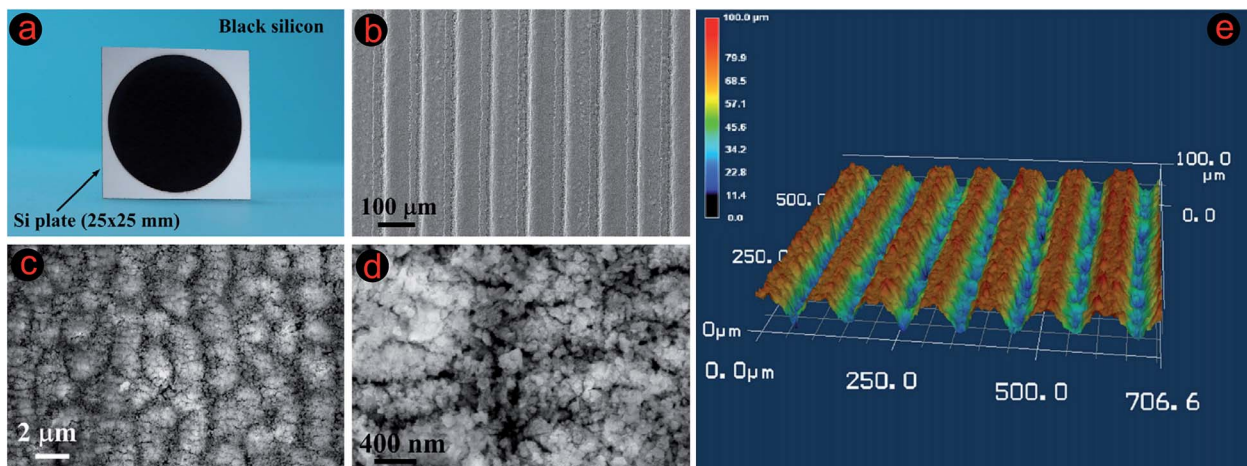 a
Black silicon
Si plate (25x25 mm)
b
100 μm
c
2 μm
d
400 nm
e
100.0 μm
79.9
68.5
57.1
45.6
34.2
22.8
11.4
0.0
100.0
μm
0.0
500.0
250.0
0μm
0.0μm
250.0
500.0
706.6